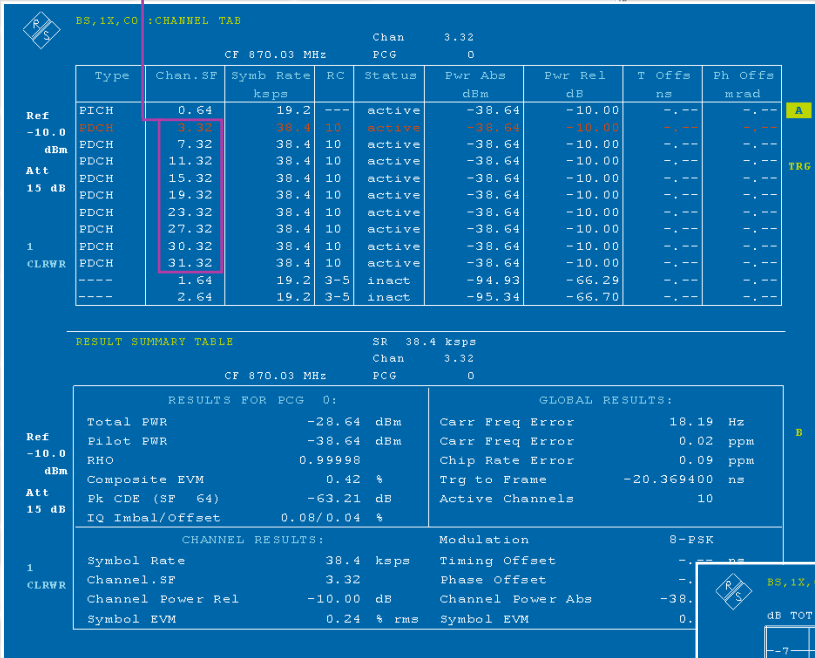 BS,1X,C0 :CHANNEL TAB
Chan 3.32
CF 870.03 MHz PCG 0
Type Chan.SF Symb Rate RC Status Pwr Abs Pwr Rel T Offs Ph Offs
ksps dBm dB ns mrad
PICH 0.64 19.2 --- active -38.64 -10.00 -.-- -.--
PDCH 3.32 38.4 10 active -38.64 -10.00 -.-- -.--
PDCH 7.32 38.4 10 active -38.64 -10.00 -.-- -.--
PDCH 11.32 38.4 10 active -38.64 -10.00 -.-- -.--
PDCH 15.32 38.4 10 active -38.64 -10.00 -.-- -.--
PDCH 19.32 38.4 10 active -38.64 -10.00 -.-- -.--
PDCH 23.32 38.4 10 active -38.64 -10.00 -.-- -.--
PDCH 27.32 38.4 10 active -38.64 -10.00 -.-- -.--
PDCH 30.32 38.4 10 active -38.64 -10.00 -.-- -.--
PDCH 31.32 38.4 10 active -38.64 -10.00 -.-- -.--
---- 1.64 19.2 3-5 inact -94.93 -66.29 -.-- -.--
---- 2.64 19.2 3-5 inact -95.34 -66.70 -.-- -.--
R S
Ref
-10.0
dBm
Att
15 dB
1
CLRWR
A
TRG
RESULT SUMMARY TABLE SR 38.4 ksps
Chan 3.32
CF 870.03 MHz PCG 0
RESULTS FOR PCG 0: GLOBAL RESULTS:
Total PWR -28.64 dBm Carr Freq Error 18.19 Hz
Pilot PWR -38.64 dBm Carr Freq Error 0.02 ppm
RHO 0.99998 Chip Rate Error 0.09 ppm
Composite EVM 0.42 % Trg to Frame -20.369400 ns
Pk CDE (SF 64) -63.21 dB Active Channels 10
IQ Imbal/Offset 0.08/0.04 %
CHANNEL RESULTS: Modulation 8-PSK
Symbol Rate 38.4 ksps Timing Offset -.-- ns
Channel.SF 3.32 Phase Offset -.
Channel Power Rel -10.00 dB Channel Power Abs -38.
Symbol EVM 0.24 % rms Symbol EVM 0.
Ref
-10.0
dBm
Att
15 dB
1
CLRWR
B
R S
BS,1X,
dB TOT
-7